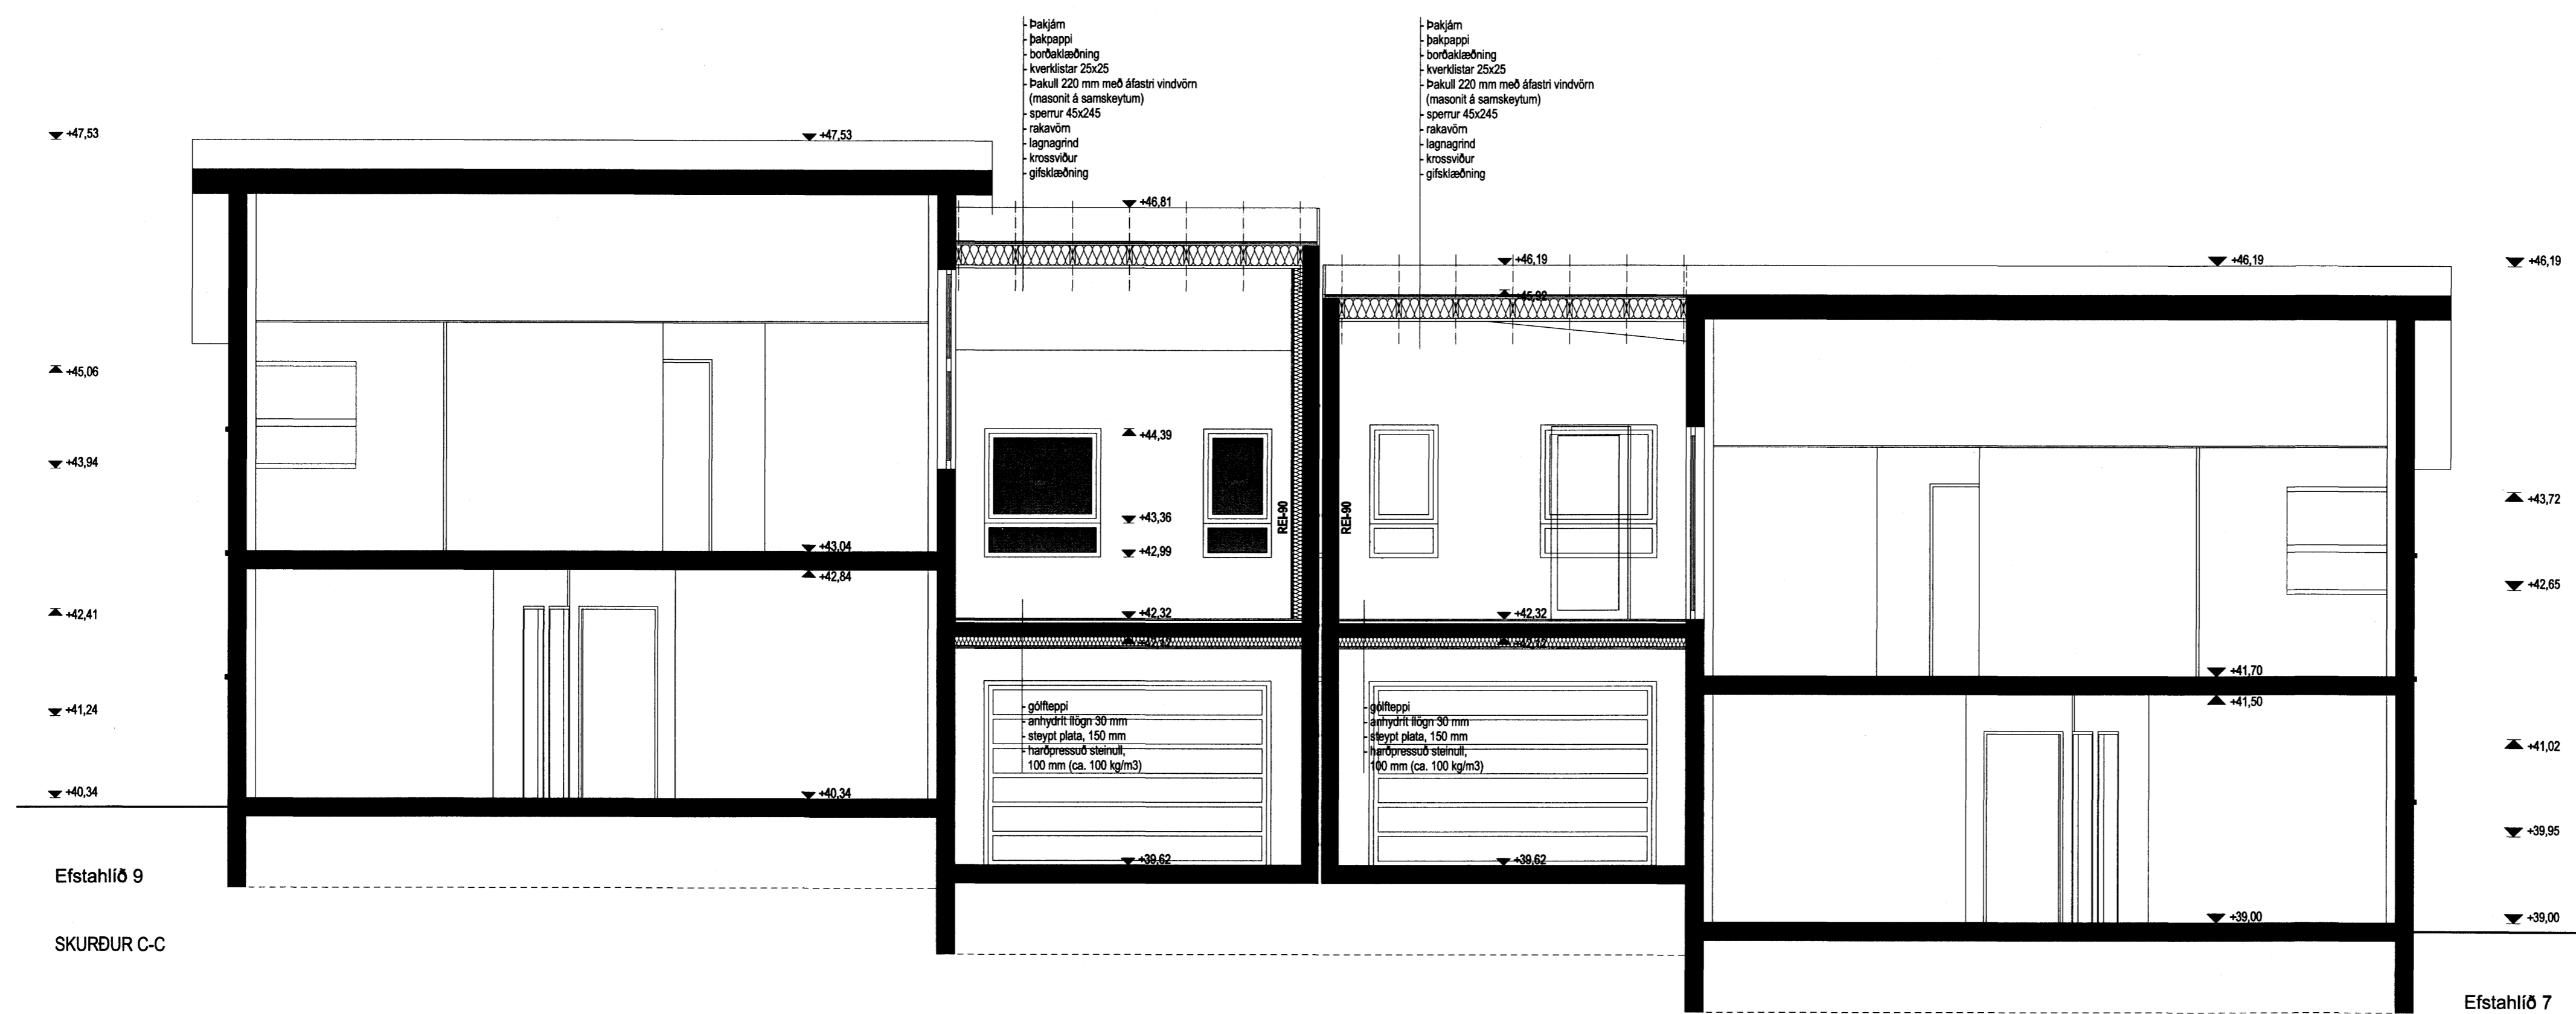 - Þakjárn
- þakpappi
- borðaklæðning
- kverklistar 25x25
- Þakull 220 mm með áfastri vindvörn
(masonit á samskeytum)
- sperrur 45x245
- rakavörn
- lagnagrind
- krossviður
- gifsklæðning
- Þakjárn
- þakpappi
- borðaklæðning
- kverklistar 25x25
- Þakull 220 mm með áfastri vindvörn
(masonit á samskeytum)
- sperrur 45x245
- rakavörn
- lagnagrind
- krossviður
- gifsklæðning
+47,53
+45,06
+43,94
+42,41
+41,24
+40,34
+47,53
+43,04
+42,84
+40,34
+46,81
+44,39
+43,36
+42,99
+42,32
+42,12
REI-90
- gólfteppi
- anhydrít flögn 30 mm
- steypt plata, 150 mm
- harðpressuð steinull,
100 mm (ca. 100 kg/m3)
+39,62
+46,19
+45,92
REI-90
+42,32
+42,12
- gólfteppi
- anhydrít flögn 30 mm
- steypt plata, 150 mm
- harðpressuð steinull,
100 mm (ca. 100 kg/m3)
+39,62
+46,19
+41,70
+41,50
+39,00
+46,19
+43,72
+42,65
+41,02
+39,95
+39,00
Efstahlíð 9
SKURÐUR C-C
Efstahlíð 7